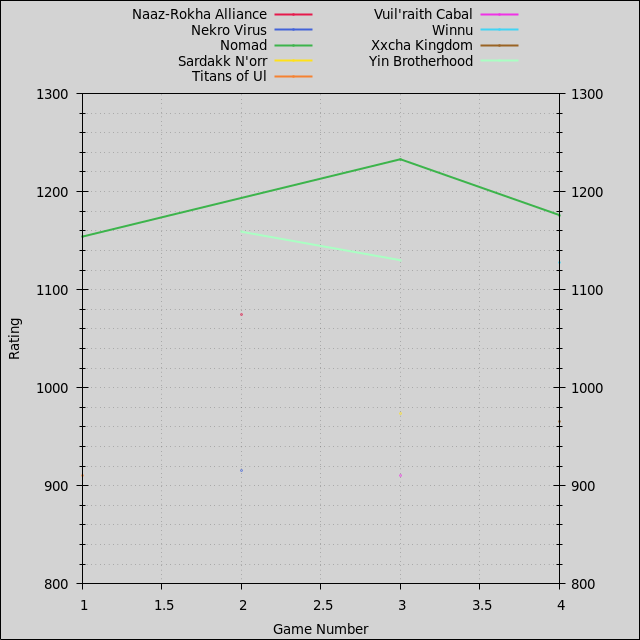 Naaz-Rokha Alliance
Nekro Virus
Nomad
Sardakk N'orr
Titans of Ul
Vuil'raith Cabal
Winnu
Xxcha Kingdom
Yin Brotherhood
1300 1300
1200 1200
1100 1100
1000 1000
900 900
800 800
Rating
1 1.5 2 2.5 3 3.5 4
Game Number